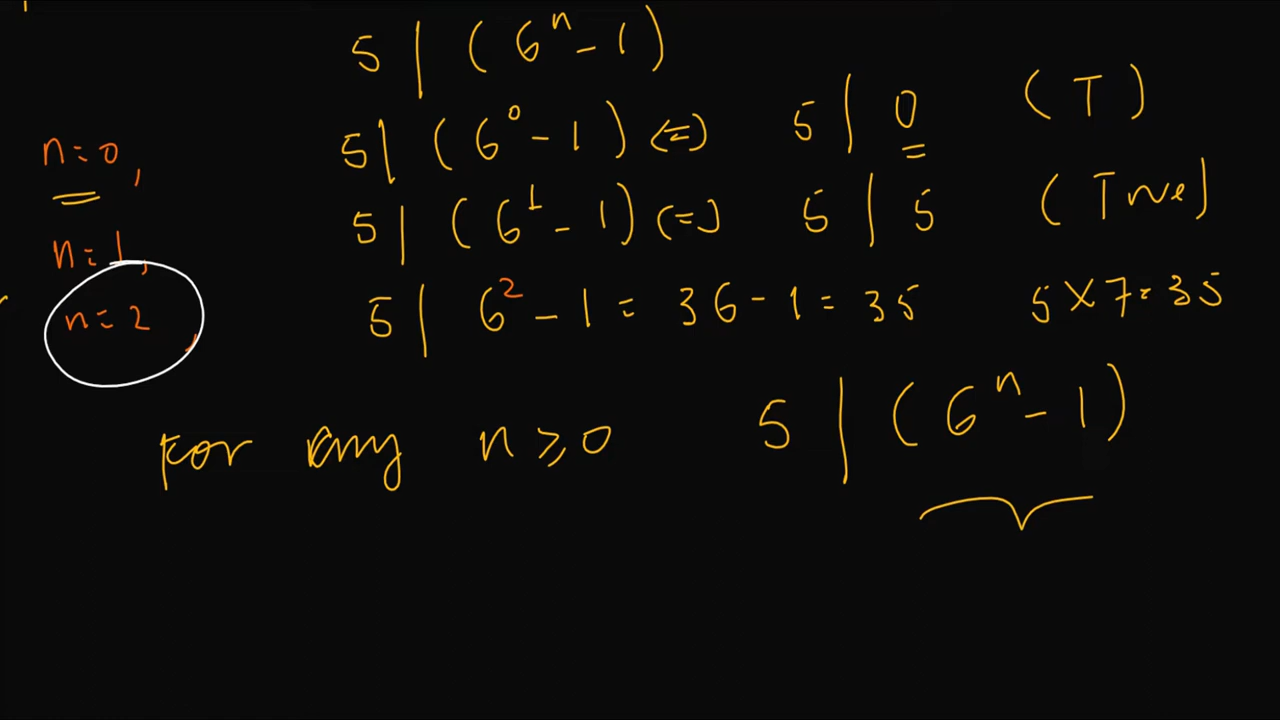 5 | (6ⁿ - 1)
n = 0, 5 | (6⁰ - 1) (=) 5 | 0 (T)
n = 1, 5 | (6¹ - 1) (=) 5 | 5 (True)
n = 2, 5 | 6² - 1 = 36 - 1 = 35 5 × 7 = 35
For any n ≥ 0 5 | (6ⁿ - 1)